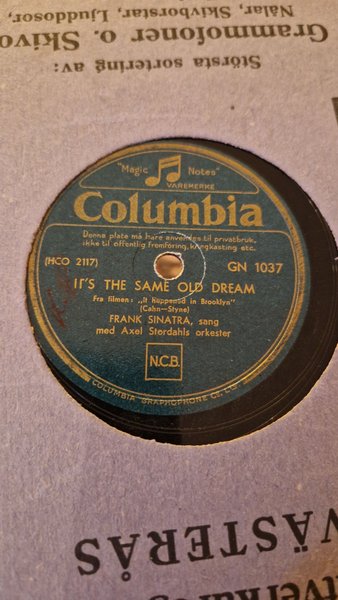 Största sortering av:
Grammofoner o. Skivo
Nålar, Skivborstar, Ljuddosor,
"Magic Notes"
VAREMERKE
Columbia
Denne plate må bare anvendes til privatbruk,
ikke til offentlig fremföring, kringkasting etc.
(HCO 2117)
GN 1037
IT'S THE SAME OLD DREAM
Fra filmen: „it happened in Brooklyn"
(Cahn—Styne)
FRANK SINATRA, sang
med Axel Stordahls orkester
N.C.B.
COLUMBIA GRAPHOPHONE Co. LTD.
VÄSTERÅS